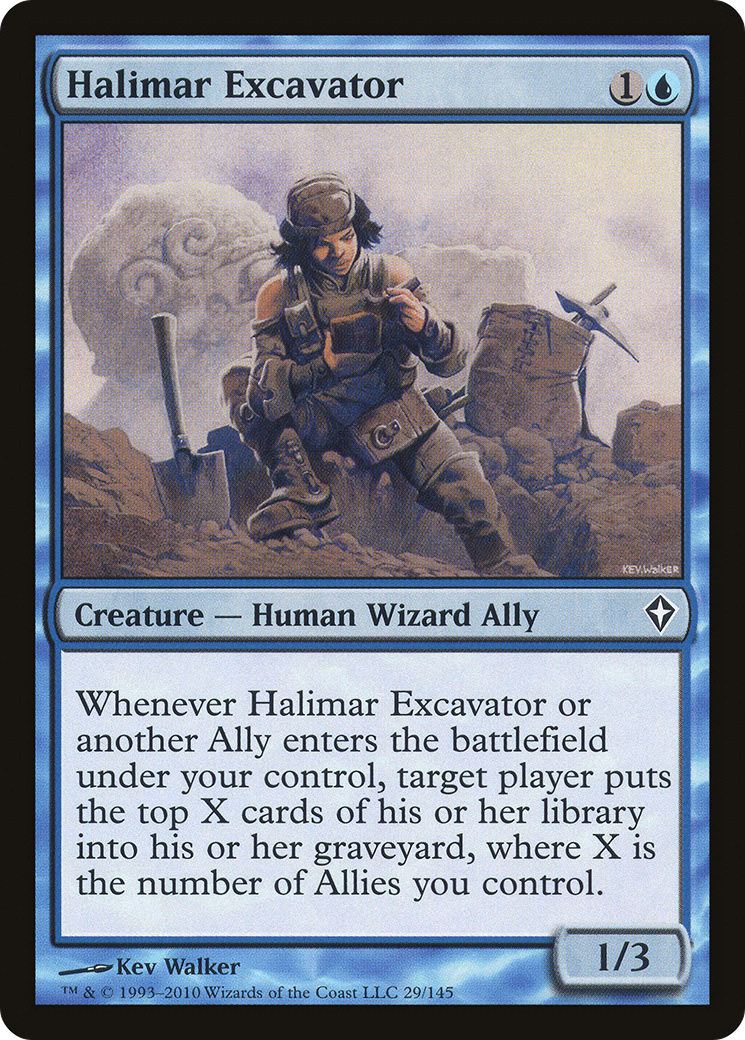 Halimar Excavator 1
KEV.WALKER
Creature — Human Wizard Ally
Whenever Halimar Excavator or
another Ally enters the battlefield
under your control, target player puts
the top X cards of his or her library
into his or her graveyard, where X is
the number of Allies you control.
1/3
Kev Walker
™ & © 1993–2010 Wizards of the Coast LLC 29/145